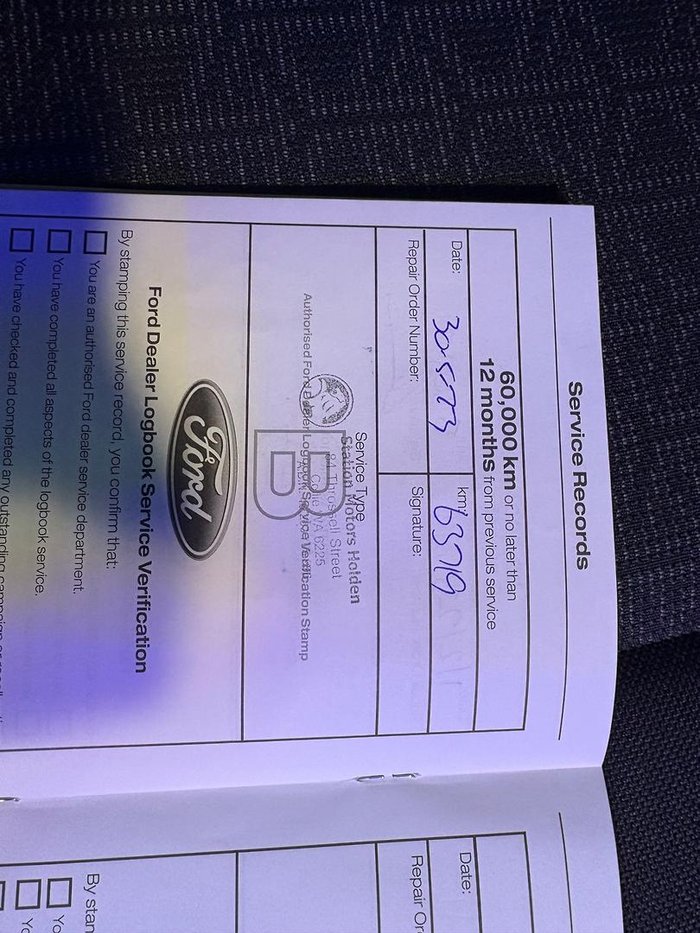 Service Records
60,000 km or no later than
12 months from previous service
Date: 30-5-23
km: 63719
Repair Order Number:
Signature:
Service Type
B
Station Motors Holden
Throssell Street
WA 6225
Authorised Ford Dealer Logbook Service Verification Stamp
Ford
Ford Dealer Logbook Service Verification
By stamping this service record, you confirm that:
You are an authorised Ford dealer service department.
You have completed all aspects of the logbook service.
You have checked and completed any outstanding
Date:
Repair Or
By stan
Yo
Yo